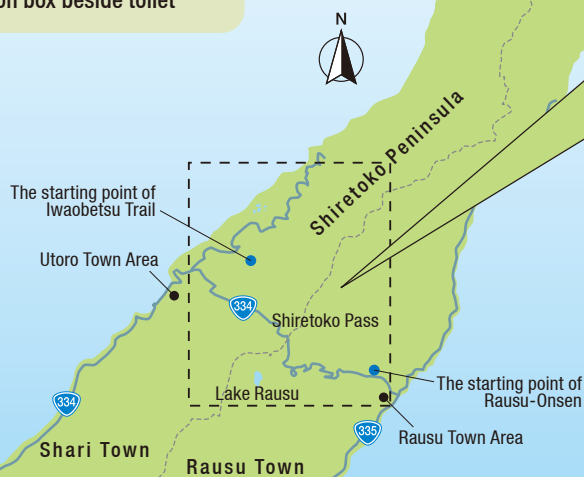 on box beside toilet
N
Shiretoko Peninsula
The starting point of
Iwaobetsu Trail
Utoro Town Area
334
Shiretoko Pass
The starting point of
Rausu-Onsen
Lake Rausu
334
Rausu Town Area
335
Shari Town
Rausu Town